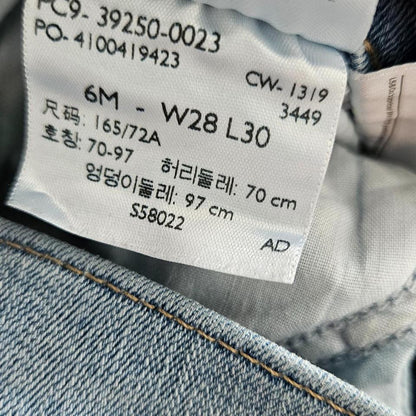 PC9- 39250-0023
PO- 4100419423
CW- 1319
3449
6M - W28 L30
尺码: 165/72A
호칭: 70-97
허리둘레: 70 cm
엉덩이둘레: 97 cm
S58022
AD